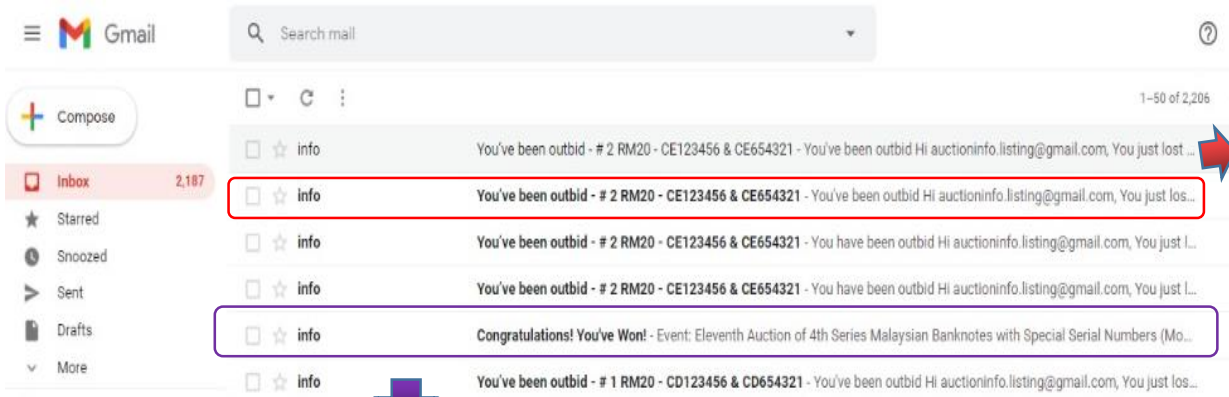 Gmail
Search mail
1–50 of 2,206
Compose
info You've been outbid - # 2 RM20 - CE123456 & CE654321 - You've been outbid Hi auctioninfo.listing@gmail.com, You just lost ...
Inbox 2,187
info You've been outbid - # 2 RM20 - CE123456 & CE654321 - You've been outbid Hi auctioninfo.listing@gmail.com, You just los...
Starred
info You've been outbid - # 2 RM20 - CE123456 & CE654321 - You have been outbid Hi auctioninfo.listing@gmail.com, You just l...
Snoozed
Sent
info You've been outbid - # 2 RM20 - CE123456 & CE654321 - You have been outbid Hi auctioninfo.listing@gmail.com, You just l...
Drafts
info Congratulations! You've Won! - Event: Eleventh Auction of 4th Series Malaysian Banknotes with Special Serial Numbers (Mo...
More
info You've been outbid - # 1 RM20 - CD123456 & CD654321 - You've been outbid Hi auctioninfo.listing@gmail.com, You just los...